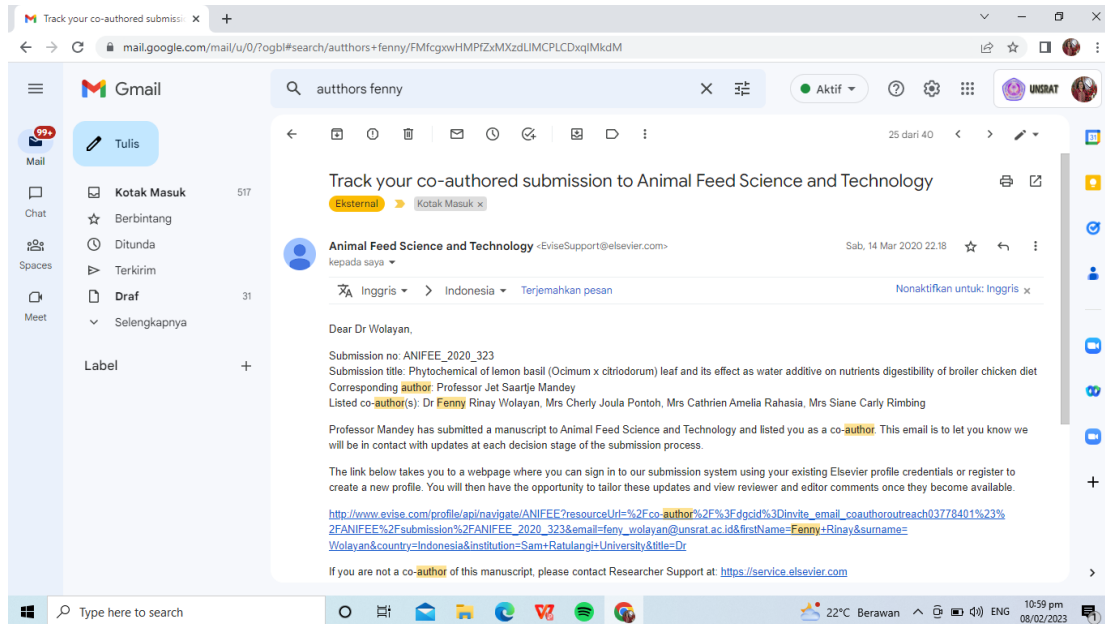 Track your co-authored submissi
mail.google.com/mail/u/0/?ogbl#search/autthors+fenny/FMfcgxwHMPfZxMXzdLIMCPLCDxqlMkdM
Gmail
autthors fenny
Aktif
UNSRAT
99+
Mail
Chat
Spaces
Meet
Tulis
Kotak Masuk 517
Berbintang
Ditunda
Terkirim
Draf 31
Selengkapnya
Label
25 dari 40
Track your co-authored submission to Animal Feed Science and Technology
Eksternal Kotak Masuk x
Animal Feed Science and Technology <EviseSupport@elsevier.com> Sab, 14 Mar 2020 22.18
kepada saya
Inggris > Indonesia Terjemahkan pesan Nonaktifkan untuk: Inggris x
Dear Dr Wolayan,
Submission no: ANIFEE_2020_323
Submission title: Phytochemical of lemon basil (Ocimum x citriodorum) leaf and its effect as water additive on nutrients digestibility of broiler chicken diet
Corresponding author: Professor Jet Saartje Mandey
Listed co-author(s): Dr Fenny Rinay Wolayan, Mrs Cherly Joula Pontoh, Mrs Cathrien Amelia Rahasia, Mrs Siane Carly Rimbing
Professor Mandey has submitted a manuscript to Animal Feed Science and Technology and listed you as a co-author. This email is to let you know we
will be in contact with updates at each decision stage of the submission process.
The link below takes you to a webpage where you can sign in to our submission system using your existing Elsevier profile credentials or register to
create a new profile. You will then have the opportunity to tailor these updates and view reviewer and editor comments once they become available.
http://www.evise.com/profile/api/navigate/ANIFEE?resourceUrl=%2Fco-author%2F%3Fdgcid%3Dinvite_email_coauthoroutreach03778401%23%
2FANIFEE%2Fsubmission%2FANIFEE_2020_323&email=feny_wolayan@unsrat.ac.id&firstName=Fenny+Rinay&surname=
Wolayan&country=Indonesia&institution=Sam+Ratulangi+University&title=Dr
If you are not a co-author of this manuscript, please contact Researcher Support at: https://service.elsevier.com
Type here to search
22°C Berawan
ENG
10:59 pm
08/02/2023